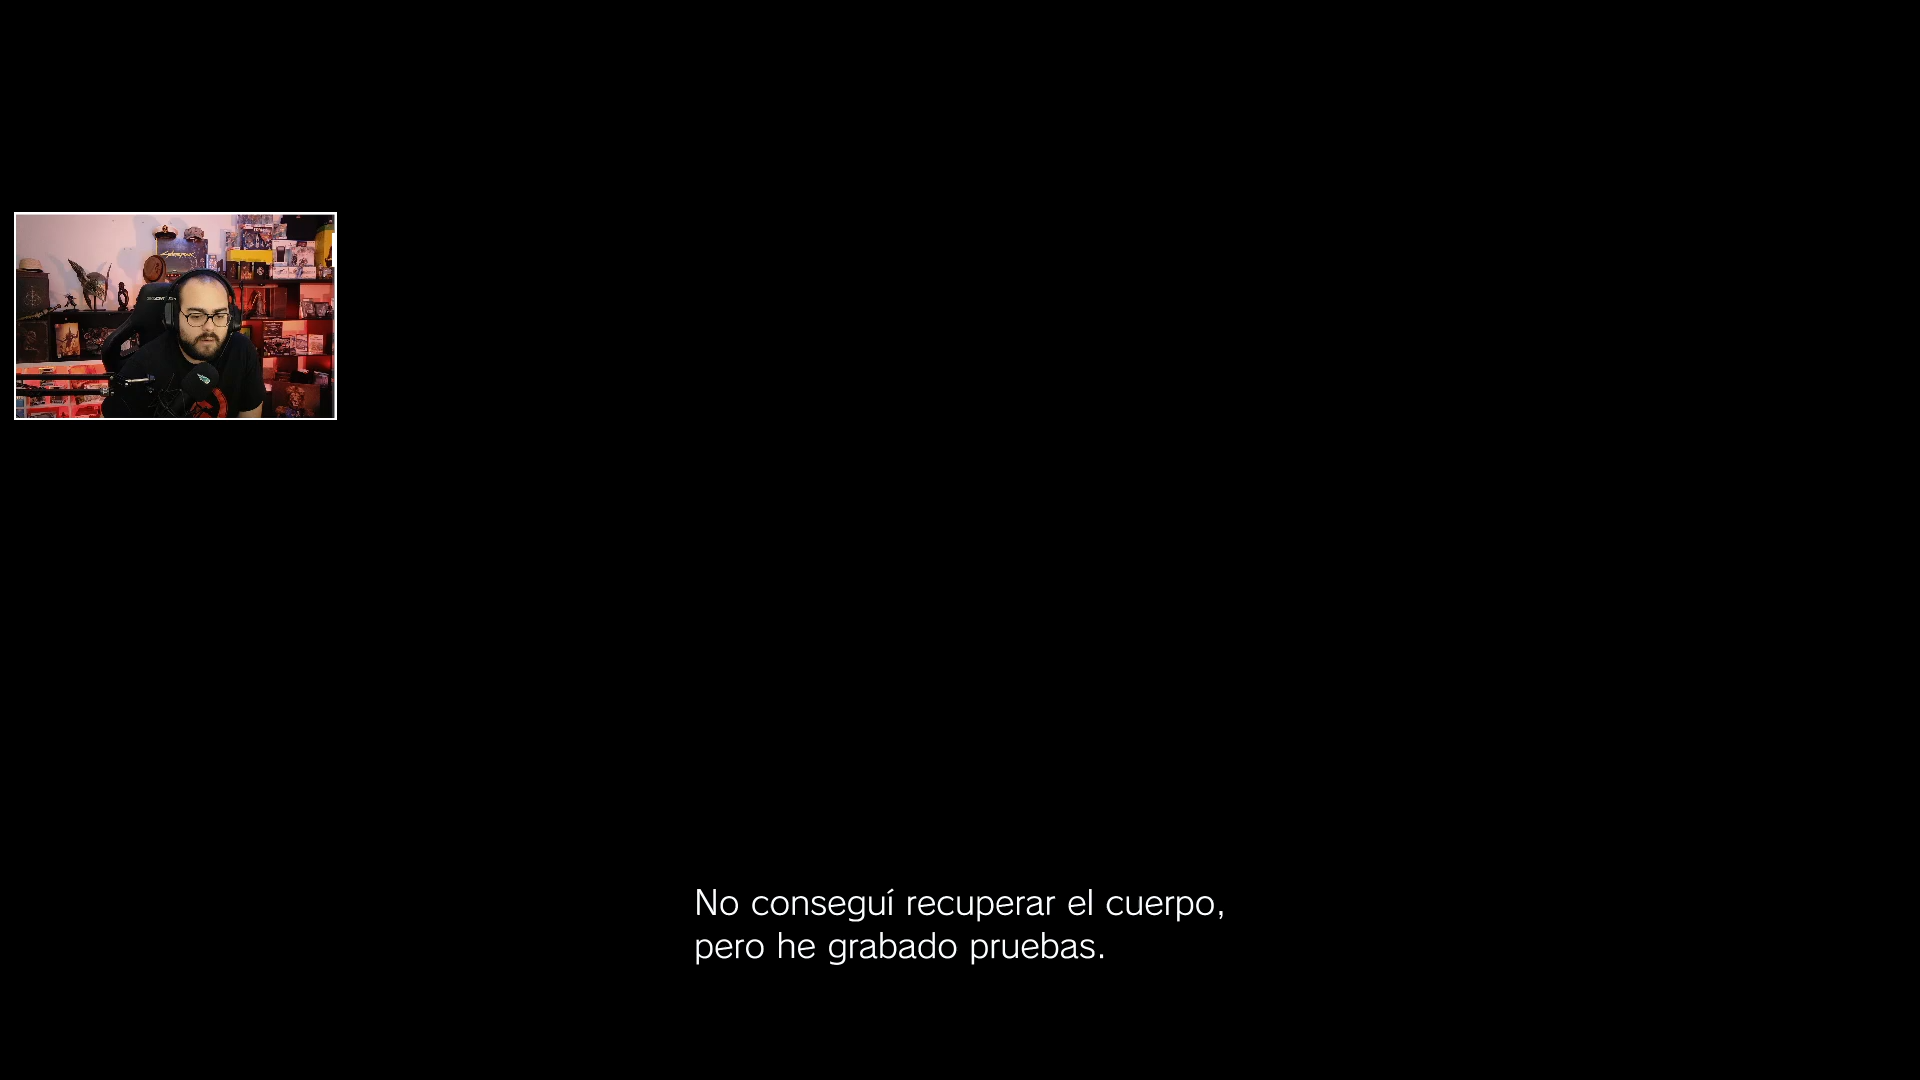 No conseguí recuperar el cuerpo,
pero he grabado pruebas.